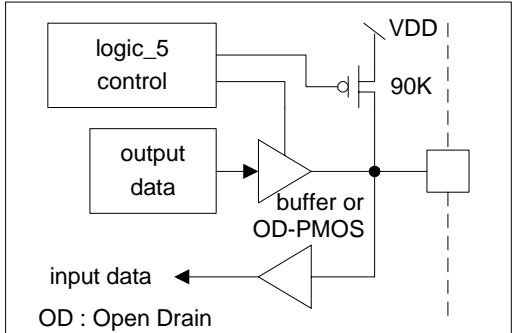 logic_5
control
VDD
90K
output
data
buffer or
OD-PMOS
input data
OD : Open Drain